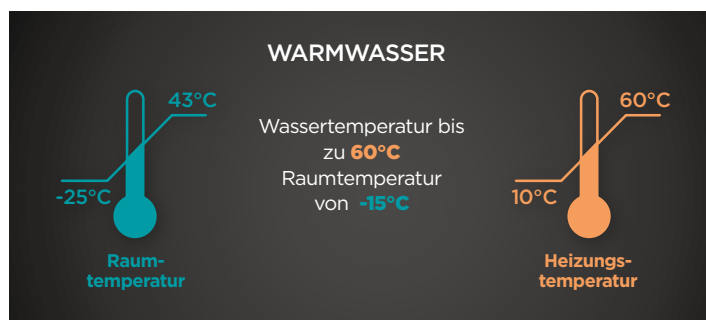 WARMWASSER
43°C
-25°C
Raum-
temperatur
Wassertemperatur bis
zu 60°C
Raumtemperatur
von -15°C
60°C
10°C
Heizungs-
temperatur